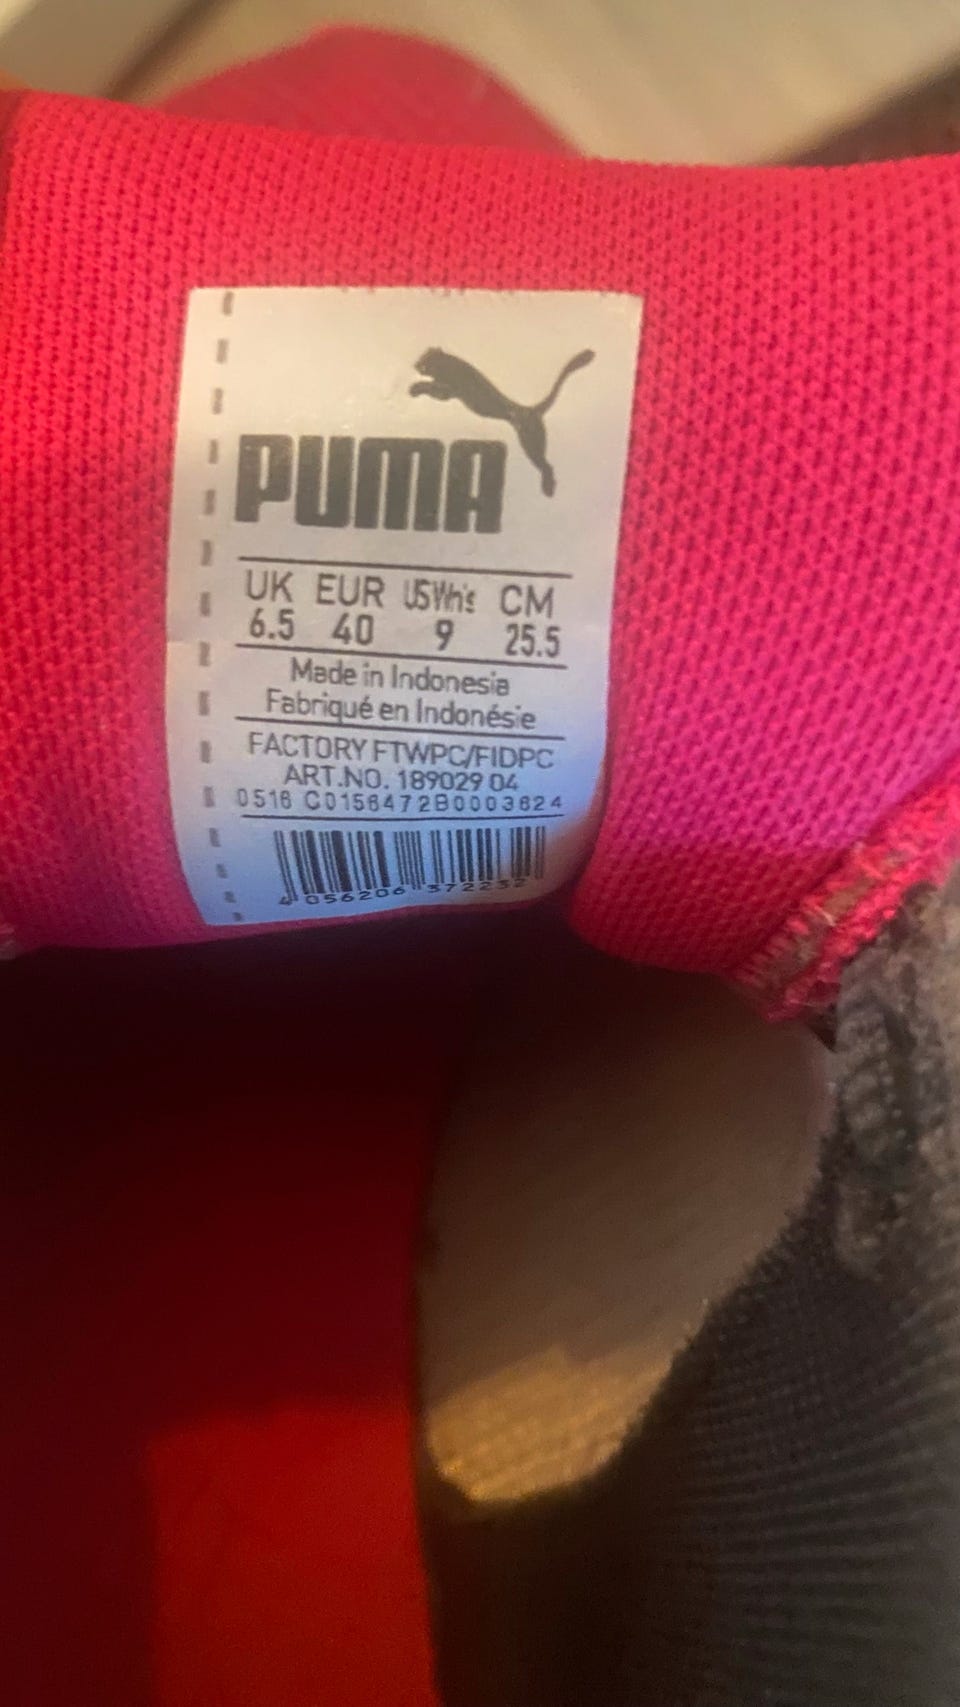 PUMA
UK EUR US Wn's CM
6.5 40 9 25.5
Made in Indonesia
Fabriqué en Indonésie
FACTORY FTWPC/FIDPC
ART.NO. 189029 04
0516 C0156472B0003624
4 056206 372232